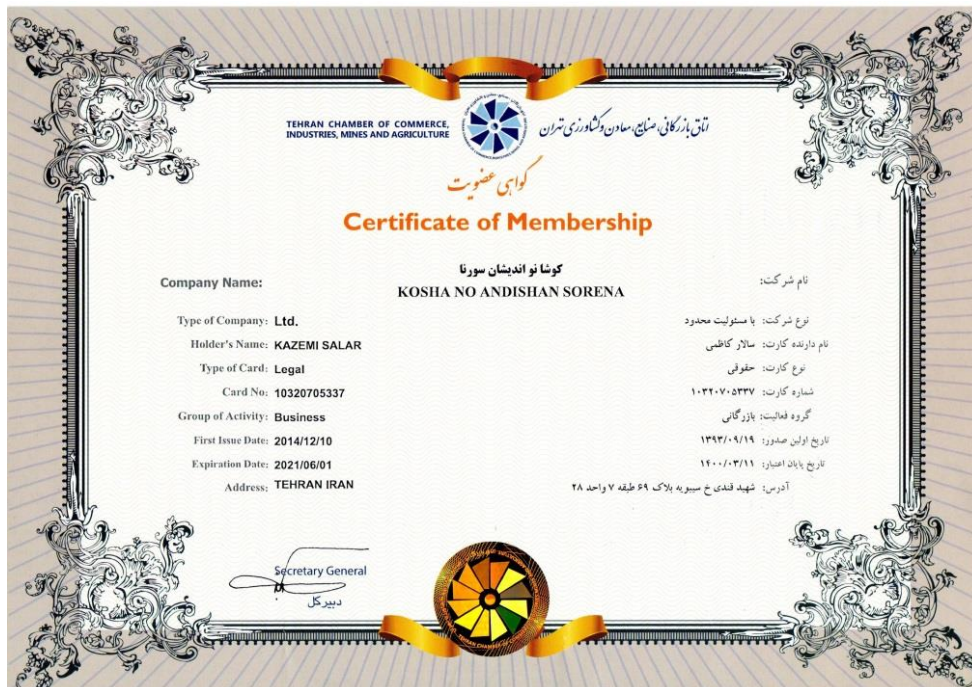 TEHRAN CHAMBER OF COMMERCE,
INDUSTRIES, MINES AND AGRICULTURE
اتاق بازرگانی، صنایع، معادن و کشاورزی تهران
گواهی عضویت
Certificate of Membership
کوشا نو اندیشان سورنا
Company Name: KOSHA NO ANDISHAN SORENA نام شرکت:
Type of Company: Ltd. نوع شرکت: با مسئولیت محدود
Holder's Name: KAZEMI SALAR نام دارنده کارت: سالار کاظمی
Type of Card: Legal نوع کارت: حقوقی
Card No: 10320705337 شماره کارت: ۱۰۳۲۰۷۰۵۳۳۷
Group of Activity: Business گروه فعالیت: بازرگانی
First Issue Date: 2014/12/10 تاریخ اولین صدور: ۱۳۹۳/۰۹/۱۹
Expiration Date: 2021/06/01 تاریخ پایان اعتبار: ۱۴۰۰/۰۳/۱۱
Address: TEHRAN IRAN آدرس: شهید قندی خ سیبویه بلاک ۶۹ طبقه ۷ واحد ۲۸
Secretary General
دبیر کل